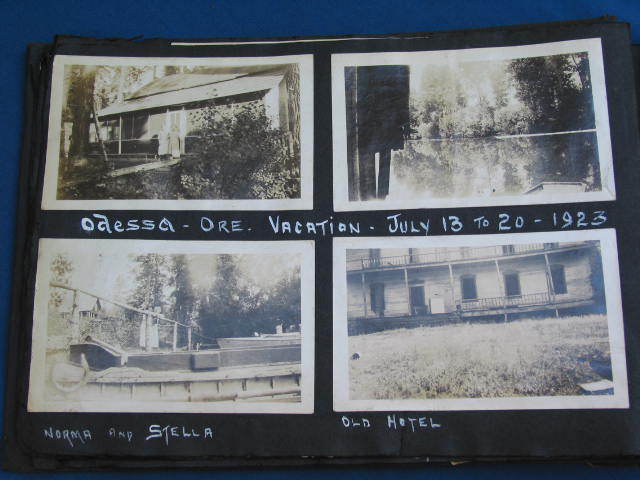 Odessa - Ore. Vacation - July 13 to 20 - 1923
Norma and Stella
Old Hotel